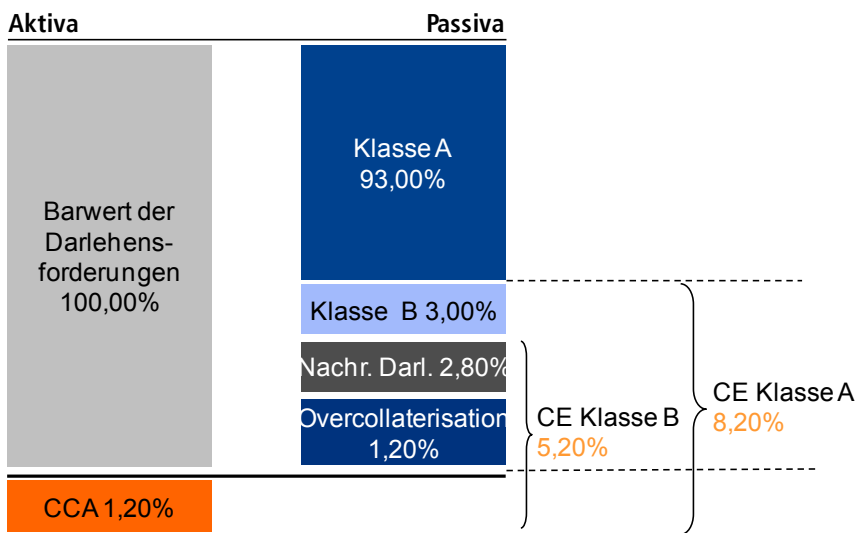 Aktiva
Passiva
Barwert der
Darlehens-
forderungen
100,00%
Klasse A
93,00%
Klasse B 3,00%
Nachr. Darl. 2,80%
Overcollaterisation
1,20%
CE Klasse B
5,20%
CE Klasse A
8,20%
CCA 1,20%